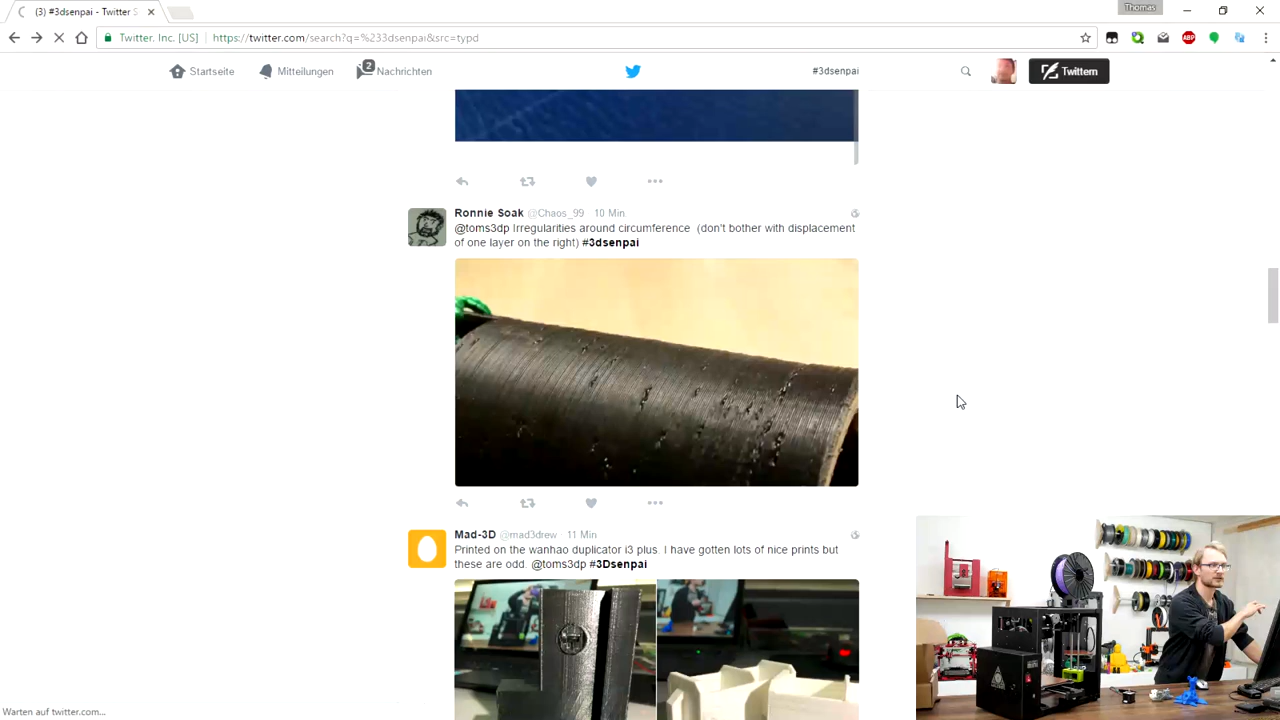 (3) #3dsenpai - Twitter S
Thomas
Twitter, Inc. [US]
https://twitter.com/search?q=%233dsenpai&src=typd
ABP
Startseite
2
Mitteilungen
Nachrichten
#3dsenpai
Twittern
Ronnie Soak @Chaos_99 10 Min.
@toms3dp Irregularities around circumference (don't bother with displacement
of one layer on the right) #3dsenpai
Mad-3D @mad3drew 11 Min
Printed on the wanhao duplicator i3 plus. I have gotten lots of nice prints but
these are odd. @toms3dp #3Dsenpai
Warten auf twitter.com...